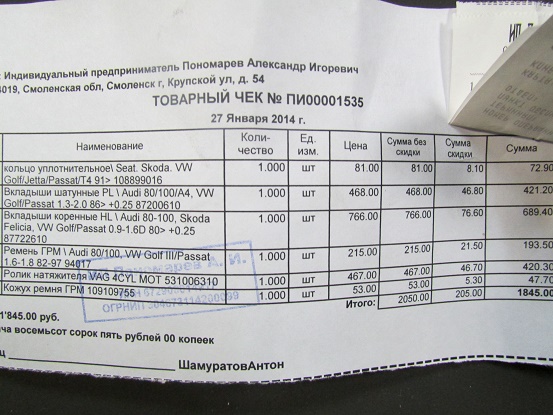 : Индивидуальный предприниматель Пономарев Александр Игоревич
4019, Смоленская обл, Смоленск г, Крупской ул, д. 54
ТОВАРНЫЙ ЧЕК № ПИ00001535
27 Января 2014 г.
Наименование Коли-чество Ед. изм. Цена Сумма без скидки Сумма скидки Сумма
кольцо уплотнительное\ Seat. Skoda. VW 1.000 шт 81.00 81.00 8.10 72.90
Golf/Jetta/Passat/T4 91> 108899016
Вкладыши шатунные PL \ Audi 80/100/A4, VW 1.000 шт 468.00 468.00 46.80 421.20
Golf/Passat 1.3-2.0 86> +0.25 87200610
Вкладыши коренные HL \ Audi 80-100, Skoda 1.000 шт 766.00 766.00 76.60 689.40
Felicia, VW Golf/Passat 0.9-1.6D 80> +0.25
87722610
Ремень ГРМ \ Audi 80/100, VW Golf III/Passat 1.000 шт 215.00 215.00 21.50 193.50
1.6-1.8 82-97 94017
Ролик натяжителя VAG 4CYL MOT 531006310 1.000 шт 467.00 467.00 46.70 420.30
Кожух ремня ГРМ 109109755 1.000 шт 53.00 53.00 5.30 47.70
Итого: 2050.00 205.00 1845.00
Пономарев А. И.
ОГРНИП
1'845.00 руб.
яча восемьсот сорок пять рублей 00 копеек
ШамуратовАнтон